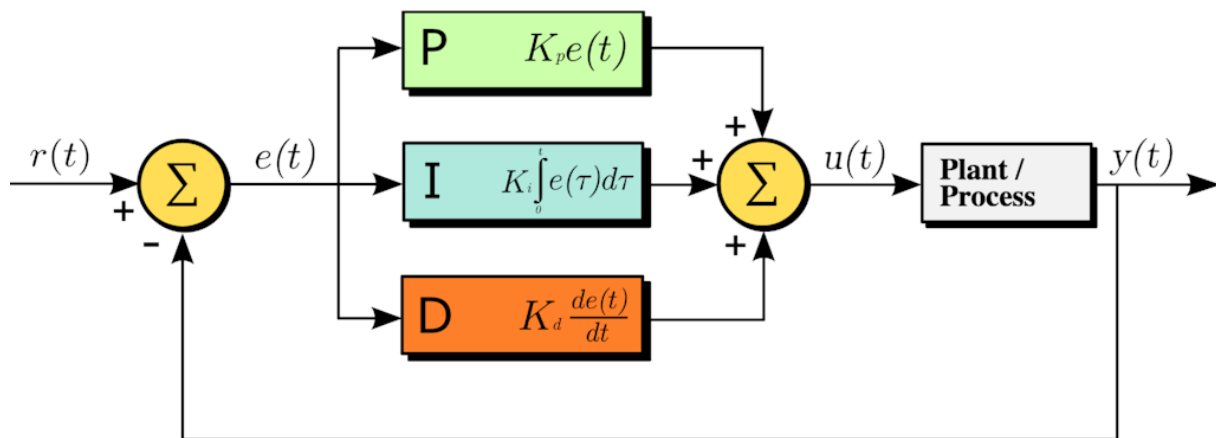 P K_p e(t)
r(t) + - Σ e(t)
I K_i ∫_0^t e(τ)dτ
D K_d de(t)/dt
+ + + Σ u(t)
Plant /
Process
y(t)